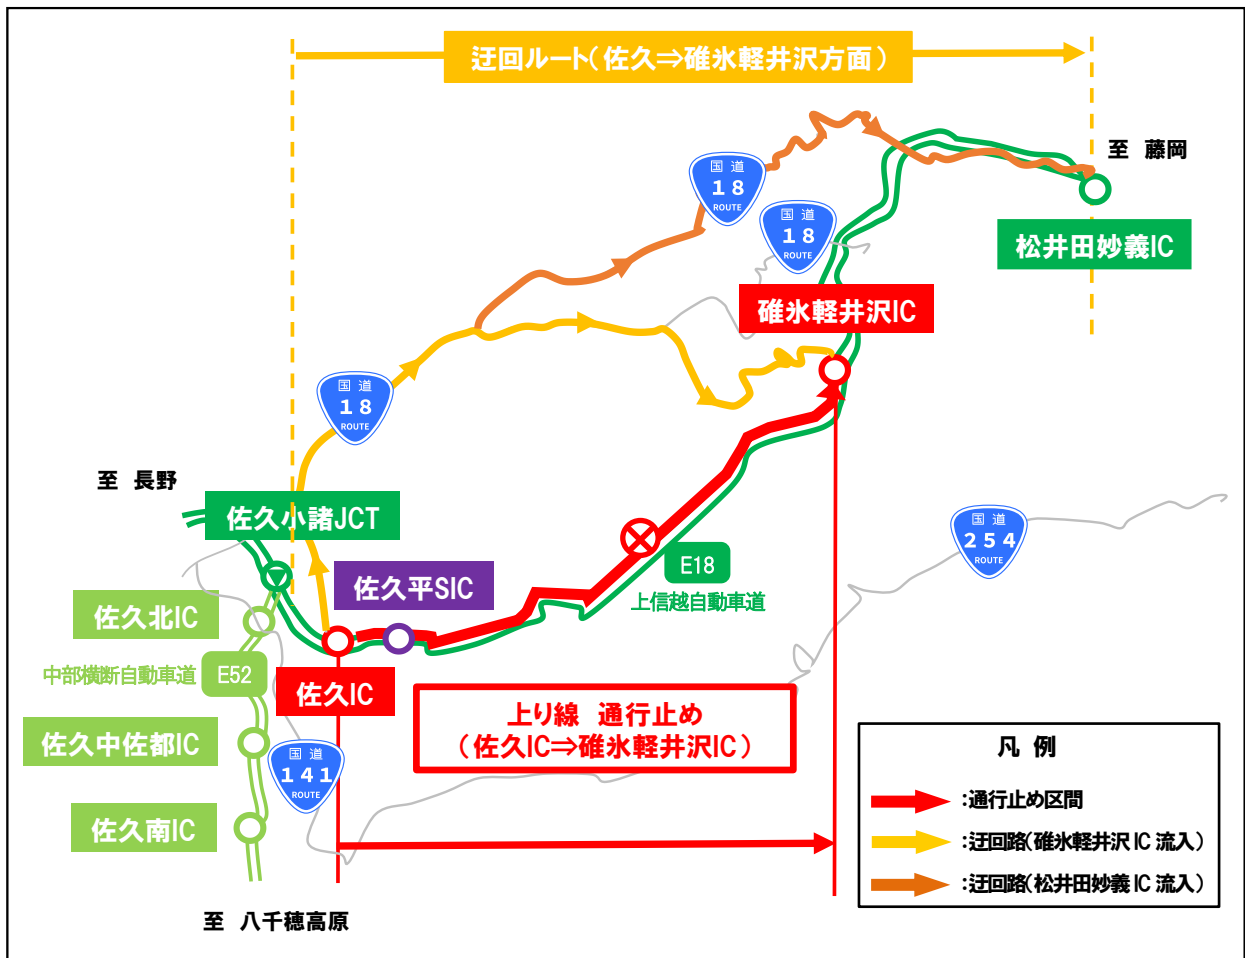 迂回ルート(佐久⇒碓氷軽井沢方面)
至 藤岡
国道
18
ROUTE
国道
18
ROUTE
松井田妙義IC
碓氷軽井沢IC
国道
18
ROUTE
至 長野
佐久小諸JCT
国道
254
ROUTE
E18
上信越自動車道
佐久平SIC
佐久北IC
中部横断自動車道
E52
佐久IC
上り線 通行止め
(佐久IC⇒碓氷軽井沢IC)
佐久中佐都IC
国道
141
ROUTE
佐久南IC
至 八千穂高原
凡 例
:通行止め区間
:迂回路(碓氷軽井沢IC 流入)
:迂回路(松井田妙義IC 流入)